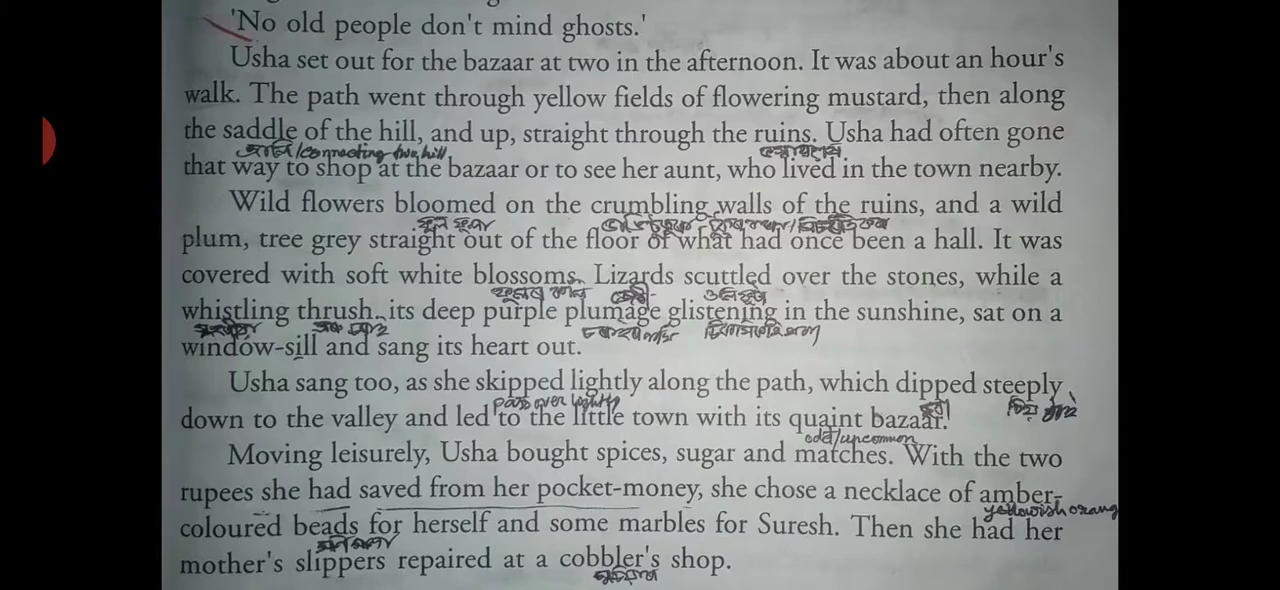 'No old people don't mind ghosts.'
Usha set out for the bazaar at two in the afternoon. It was about an hour's
walk. The path went through yellow fields of flowering mustard, then along
the saddle of the hill, and up, straight through the ruins. Usha had often gone
connecting two hill
that way to shop at the bazaar or to see her aunt, who lived in the town nearby.
Wild flowers bloomed on the crumbling walls of the ruins, and a wild
plum, tree grey straight out of the floor of what had once been a hall. It was
covered with soft white blossoms. Lizards scuttled over the stones, while a
whistling thrush, its deep purple plumage glistening in the sunshine, sat on a
window-sill and sang its heart out.
Usha sang too, as she skipped lightly along the path, which dipped steeply
pass over lightly
down to the valley and led to the little town with its quaint bazaar.
odd/uncommon
Moving leisurely, Usha bought spices, sugar and matches. With the two
rupees she had saved from her pocket-money, she chose a necklace of amber-
yellowish orang
coloured beads for herself and some marbles for Suresh. Then she had her
mother's slippers repaired at a cobbler's shop.